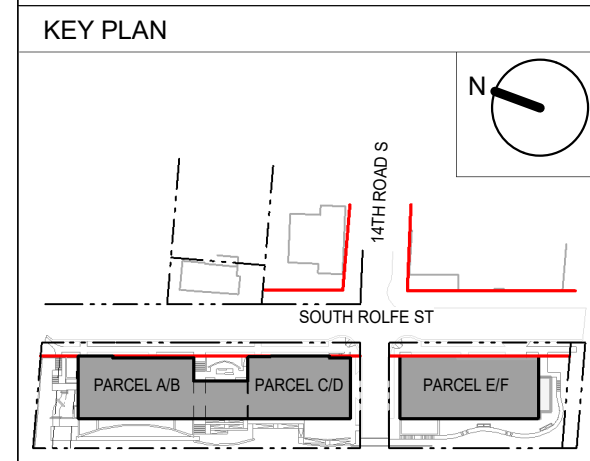 KEY PLAN
N
14TH ROAD S
SOUTH ROLFE ST
PARCEL A/B
PARCEL C/D
PARCEL E/F